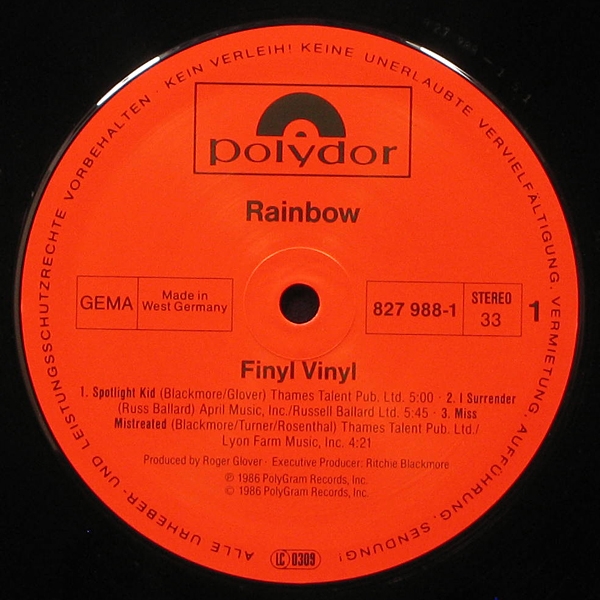 ALLE URHEBER- UND LEISTUNGSSCHUTZRECHTE VORBEHALTEN · KEIN VERLEIH! KEINE UNERLAUBTE VERVIELFÄLTIGUNG, VERMIETUNG, AUFFÜHRUNG, SENDUNG!
polydor
Rainbow
GEMA
Made in
West Germany
827 988-1
STEREO
33
1
Finyl Vinyl
1. Spotlight Kid (Blackmore/Glover) Thames Talent Pub. Ltd. 5:00 · 2. I Surrender
(Russ Ballard) April Music, Inc./Russell Ballard Ltd. 5:45 · 3. Miss
Mistreated (Blackmore/Turner/Rosenthal) Thames Talent Pub. Ltd./
Lyon Farm Music, Inc. 4:21
Produced by Roger Glover · Executive Producer: Ritchie Blackmore
℗ 1986 PolyGram Records, Inc.
© 1986 PolyGram Records, Inc.
LC 0309